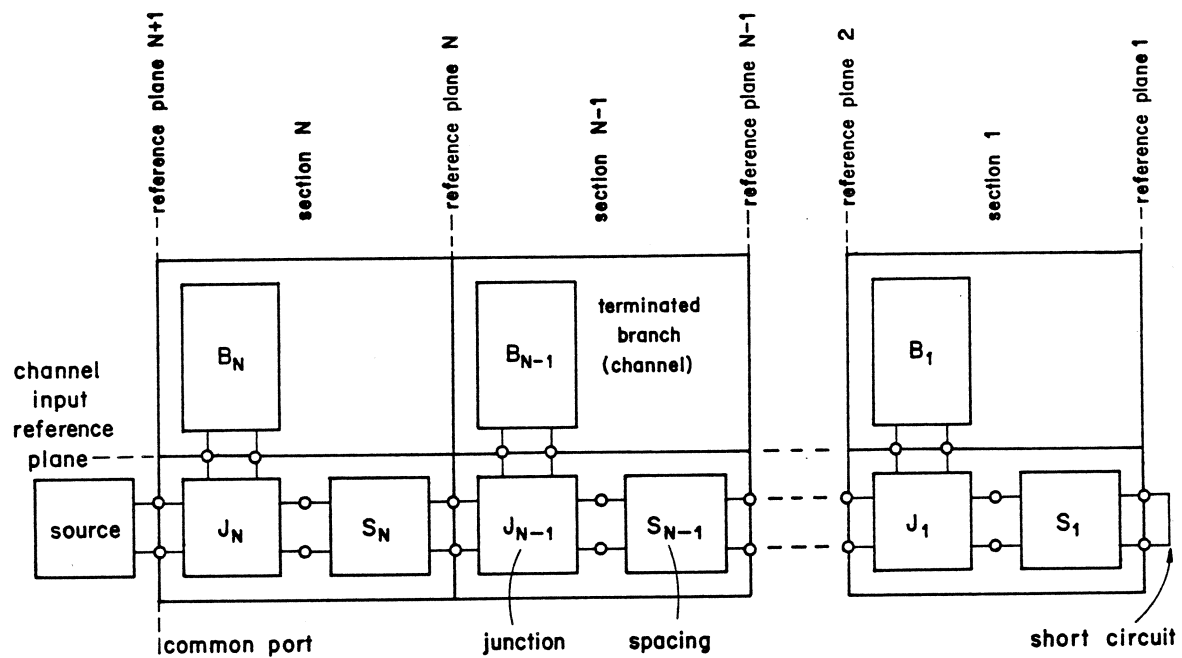 reference plane N+1
section N
reference plane N
section N-1
reference plane N-1
reference plane 2
section 1
reference plane 1
B_N
B_N-1
terminated
branch
(channel)
B_1
channel
input
reference
plane
source
J_N
S_N
J_N-1
S_N-1
J_1
S_1
common port
junction
spacing
short circuit